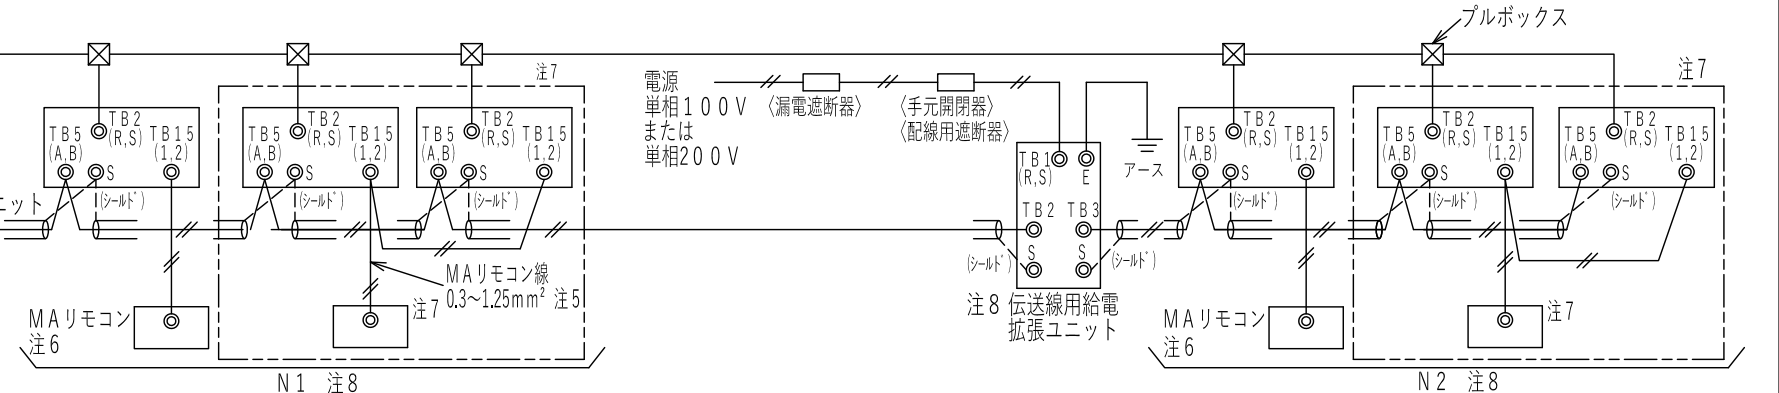 プルボックス
注7
注7
電源
単相100V
または
単相200V
〈漏電遮断器〉
〈手元開閉器〉
〈配線用遮断器〉
アース
TB5
(A,B)
TB2
(R,S)
TB15
(1,2)
S
(シールド)
TB5
(A,B)
TB2
(R,S)
TB15
(1,2)
S
(シールド)
TB5
(A,B)
TB2
(R,S)
TB15
(1,2)
S
(シールド)
TB1
(R,S)
E
TB2
TB3
S
S
(シールド)
(シールド)
注8 伝送線用給電
拡張ユニット
TB5
(A,B)
TB2
(R,S)
TB15
(1,2)
S
(シールド)
TB5
(A,B)
TB2
(R,S)
TB15
(1,2)
S
(シールド)
TB5
(A,B)
TB2
(R,S)
TB15
(1,2)
S
(シールド)
ニット
MAリモコン線
0.3～1.25mm² 注5
MAリモコン
注6
注7
MAリモコン
注6
注7
N1 注8
N2 注8